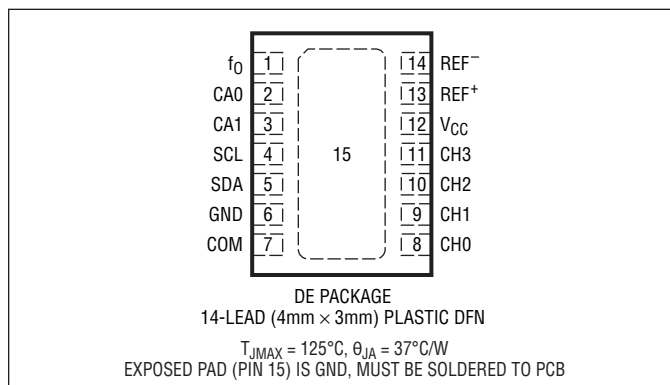 fO 1 14 REF−
CA0 2 13 REF+
CA1 3 12 VCC
SCL 4 15 11 CH3
SDA 5 10 CH2
GND 6 9 CH1
COM 7 8 CH0
DE PACKAGE
14-LEAD (4mm × 3mm) PLASTIC DFN
TJMAX = 125°C, θJA = 37°C/W
EXPOSED PAD (PIN 15) IS GND, MUST BE SOLDERED TO PCB